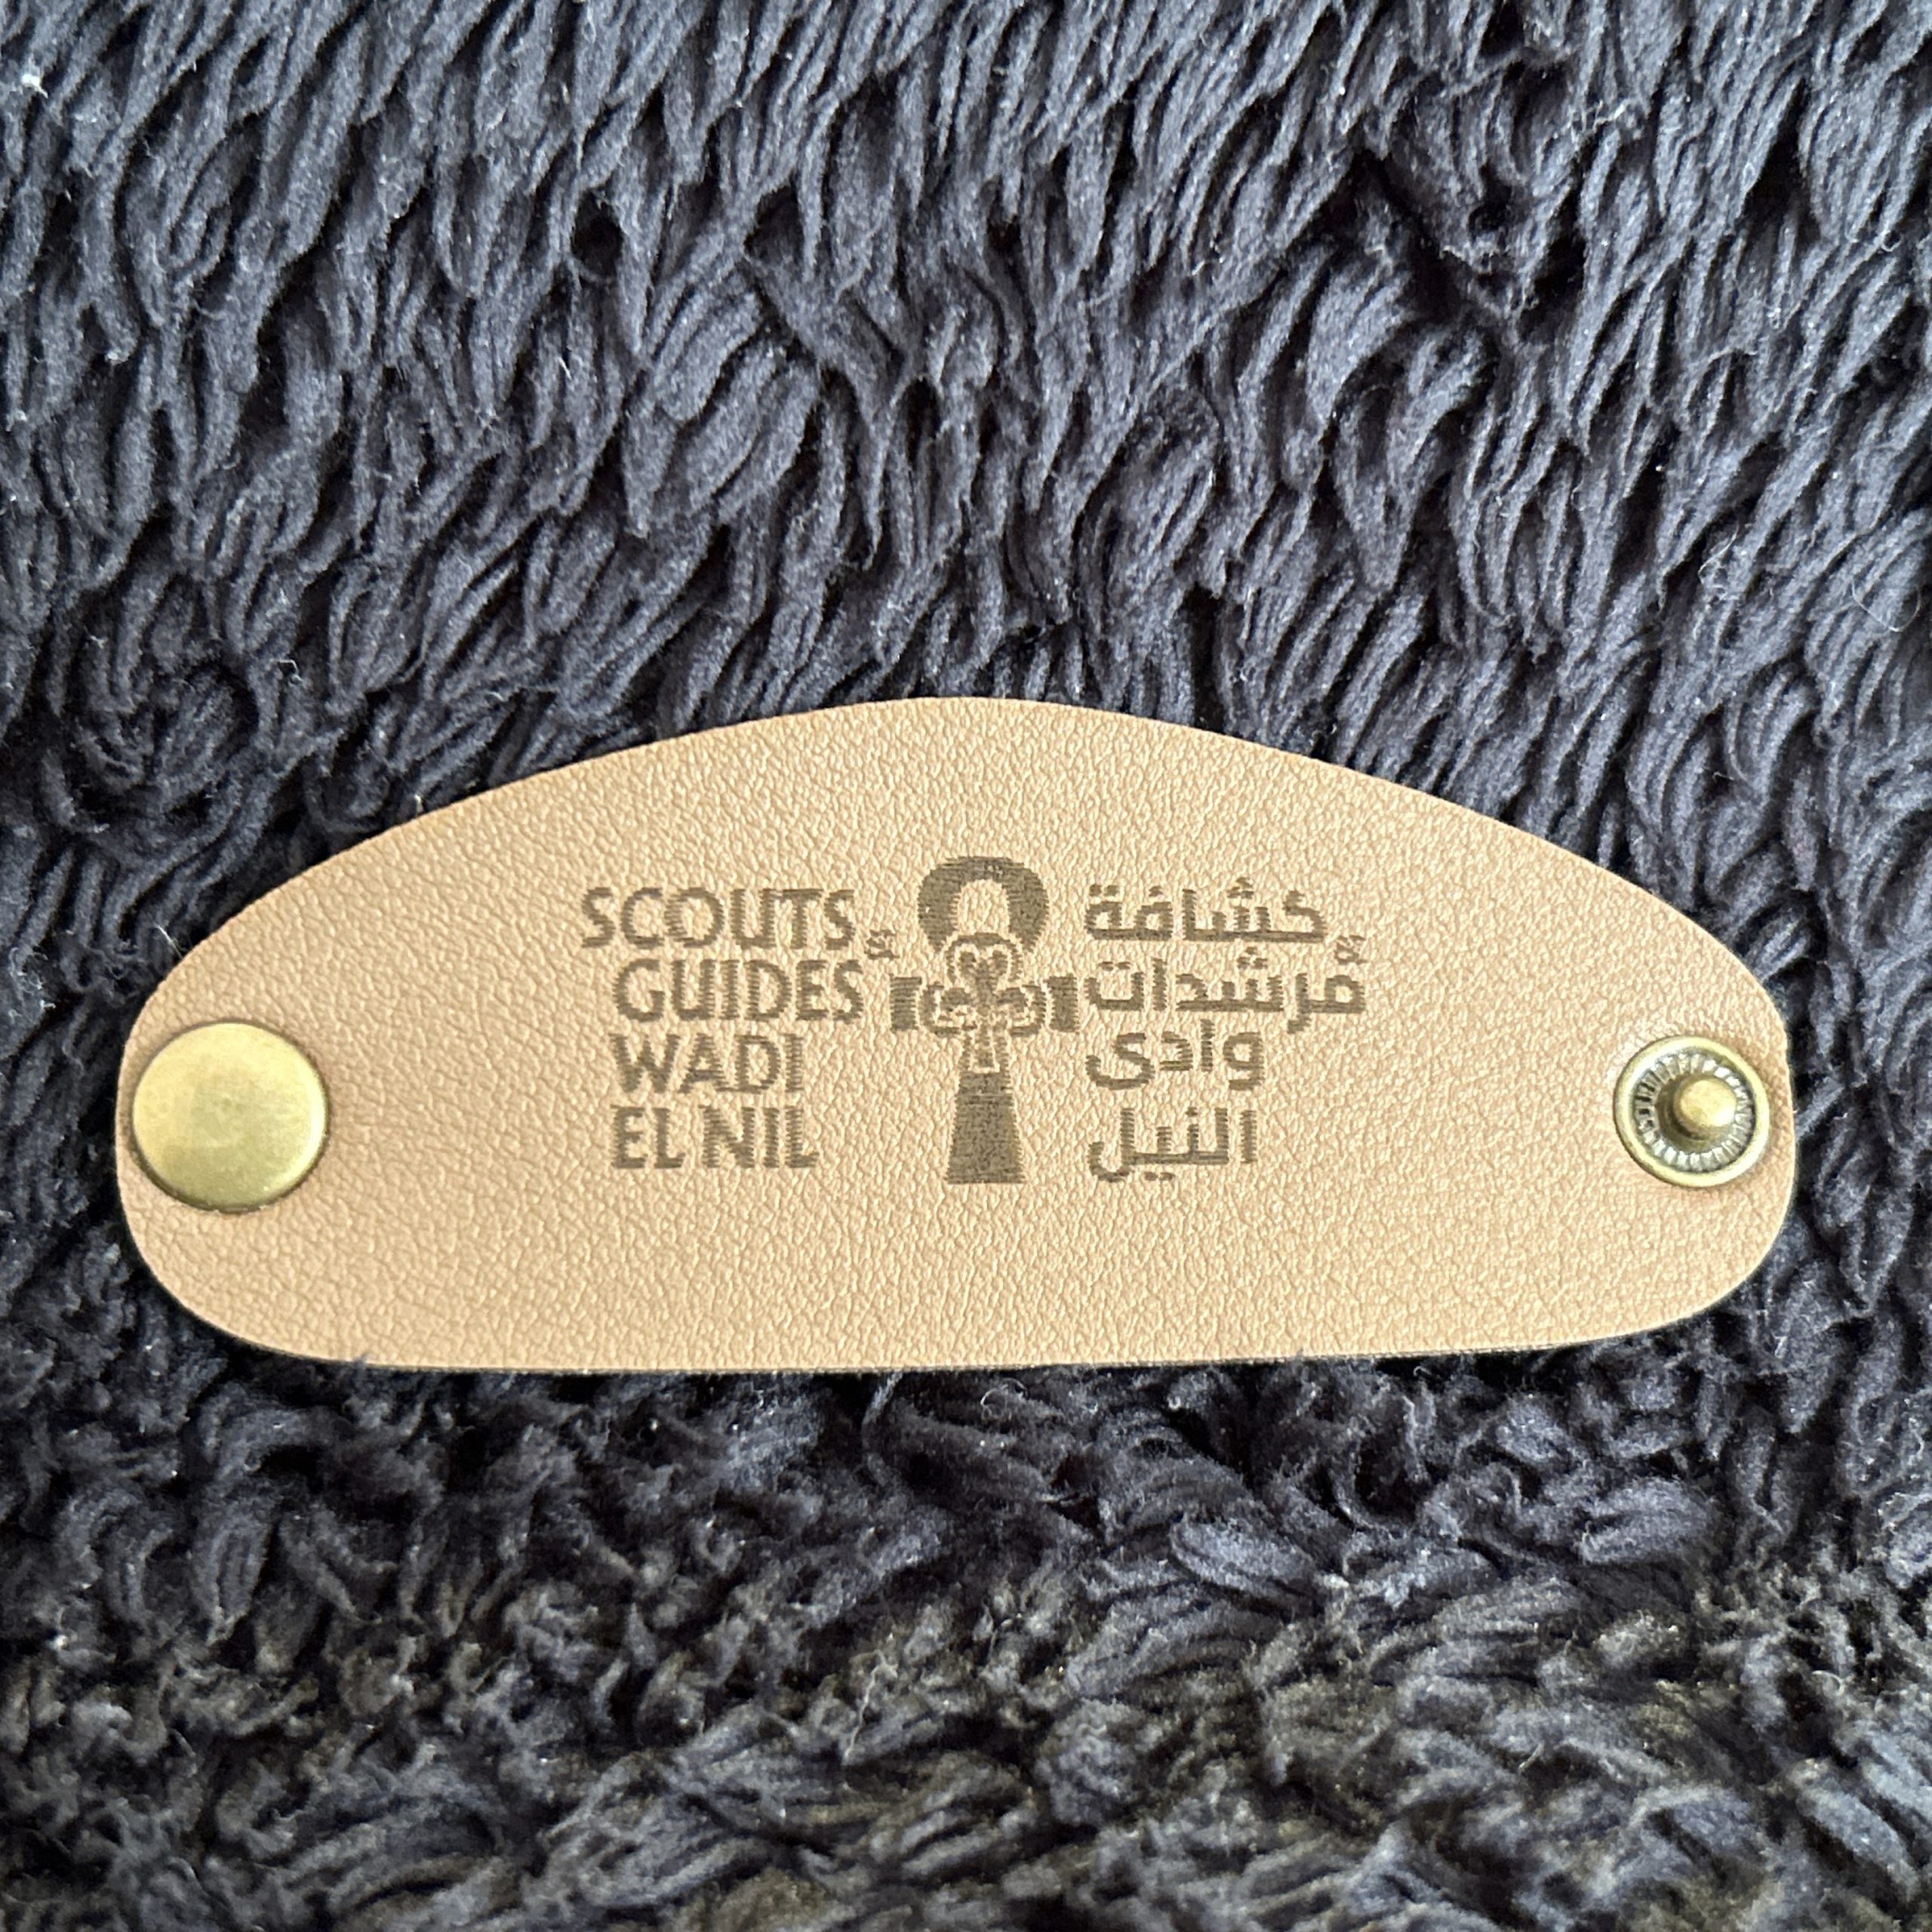 SCOUTS &
GUIDES
WADI
EL NIL
كشافة &
مرشدات
وادى
النيل